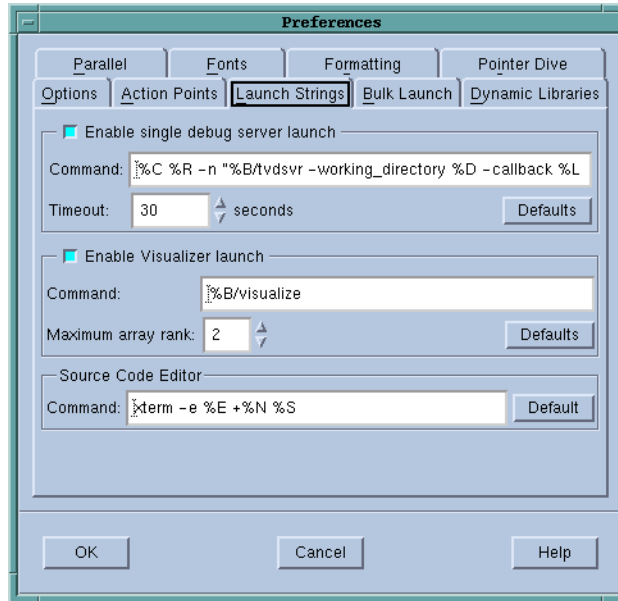 Preferences
Parallel Fonts Formatting Pointer Dive
Options Action Points Launch Strings Bulk Launch Dynamic Libraries
Enable single debug server launch
Command: %C %R -n "%B/tvdsvr -working_directory %D -callback %L
Timeout: 30 seconds Defaults
Enable Visualizer launch
Command: %B/visualize
Maximum array rank: 2 Defaults
Source Code Editor
Command: xterm -e %E +%N %S Default
OK Cancel Help